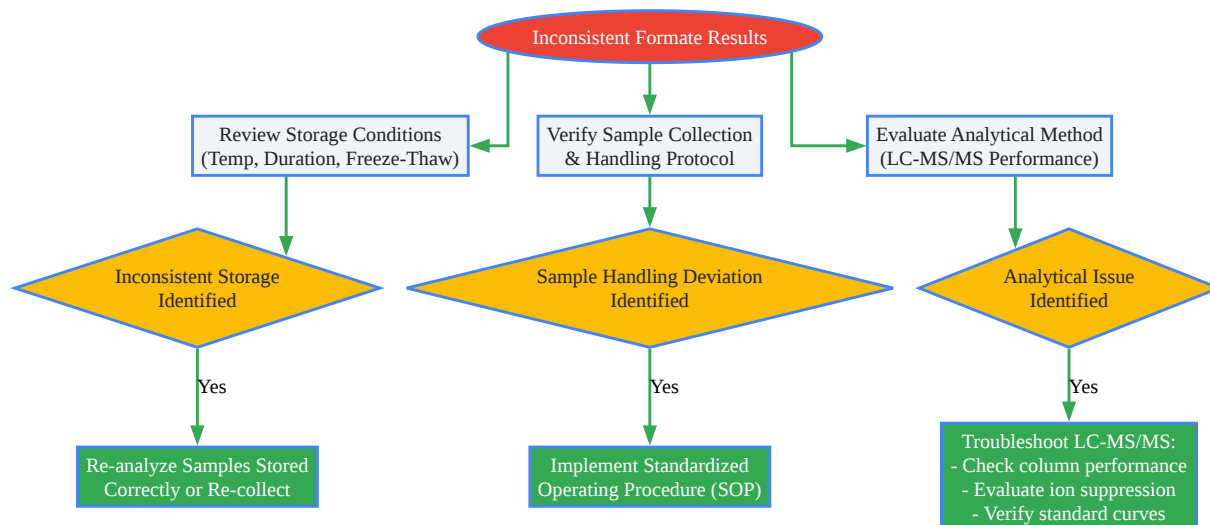 Inconsistent Formate Results
Review Storage Conditions
(Temp, Duration, Freeze-Thaw)
Verify Sample Collection
& Handling Protocol
Evaluate Analytical Method
(LC-MS/MS Performance)
Inconsistent Storage
Identified
Sample Handling Deviation
Identified
Analytical Issue
Identified
Yes
Yes
Yes
Re-analyze Samples Stored
Correctly or Re-collect
Implement Standardized
Operating Procedure (SOP)
Troubleshoot LC-MS/MS:
- Check column performance
- Evaluate ion suppression
- Verify standard curves